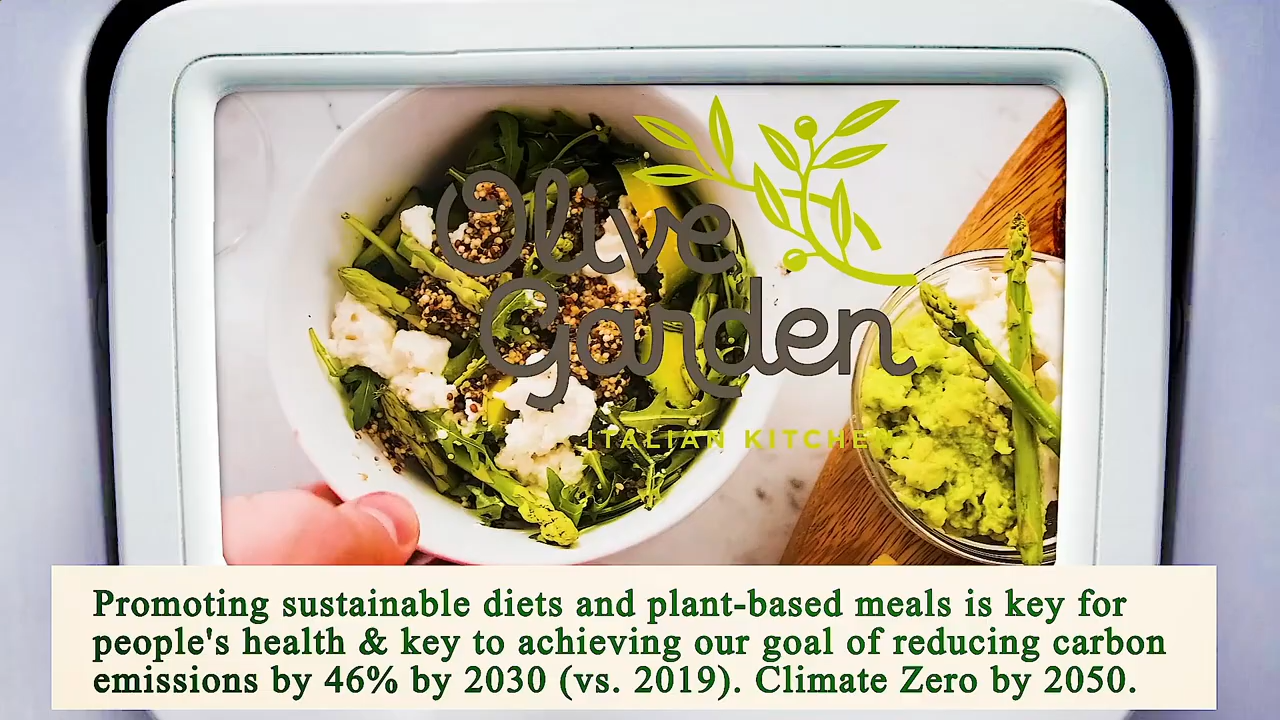 Olive
Garden
ITALIAN KITCHEN
Promoting sustainable diets and plant-based meals is key for
people's health & key to achieving our goal of reducing carbon
emissions by 46% by 2030 (vs. 2019). Climate Zero by 2050.